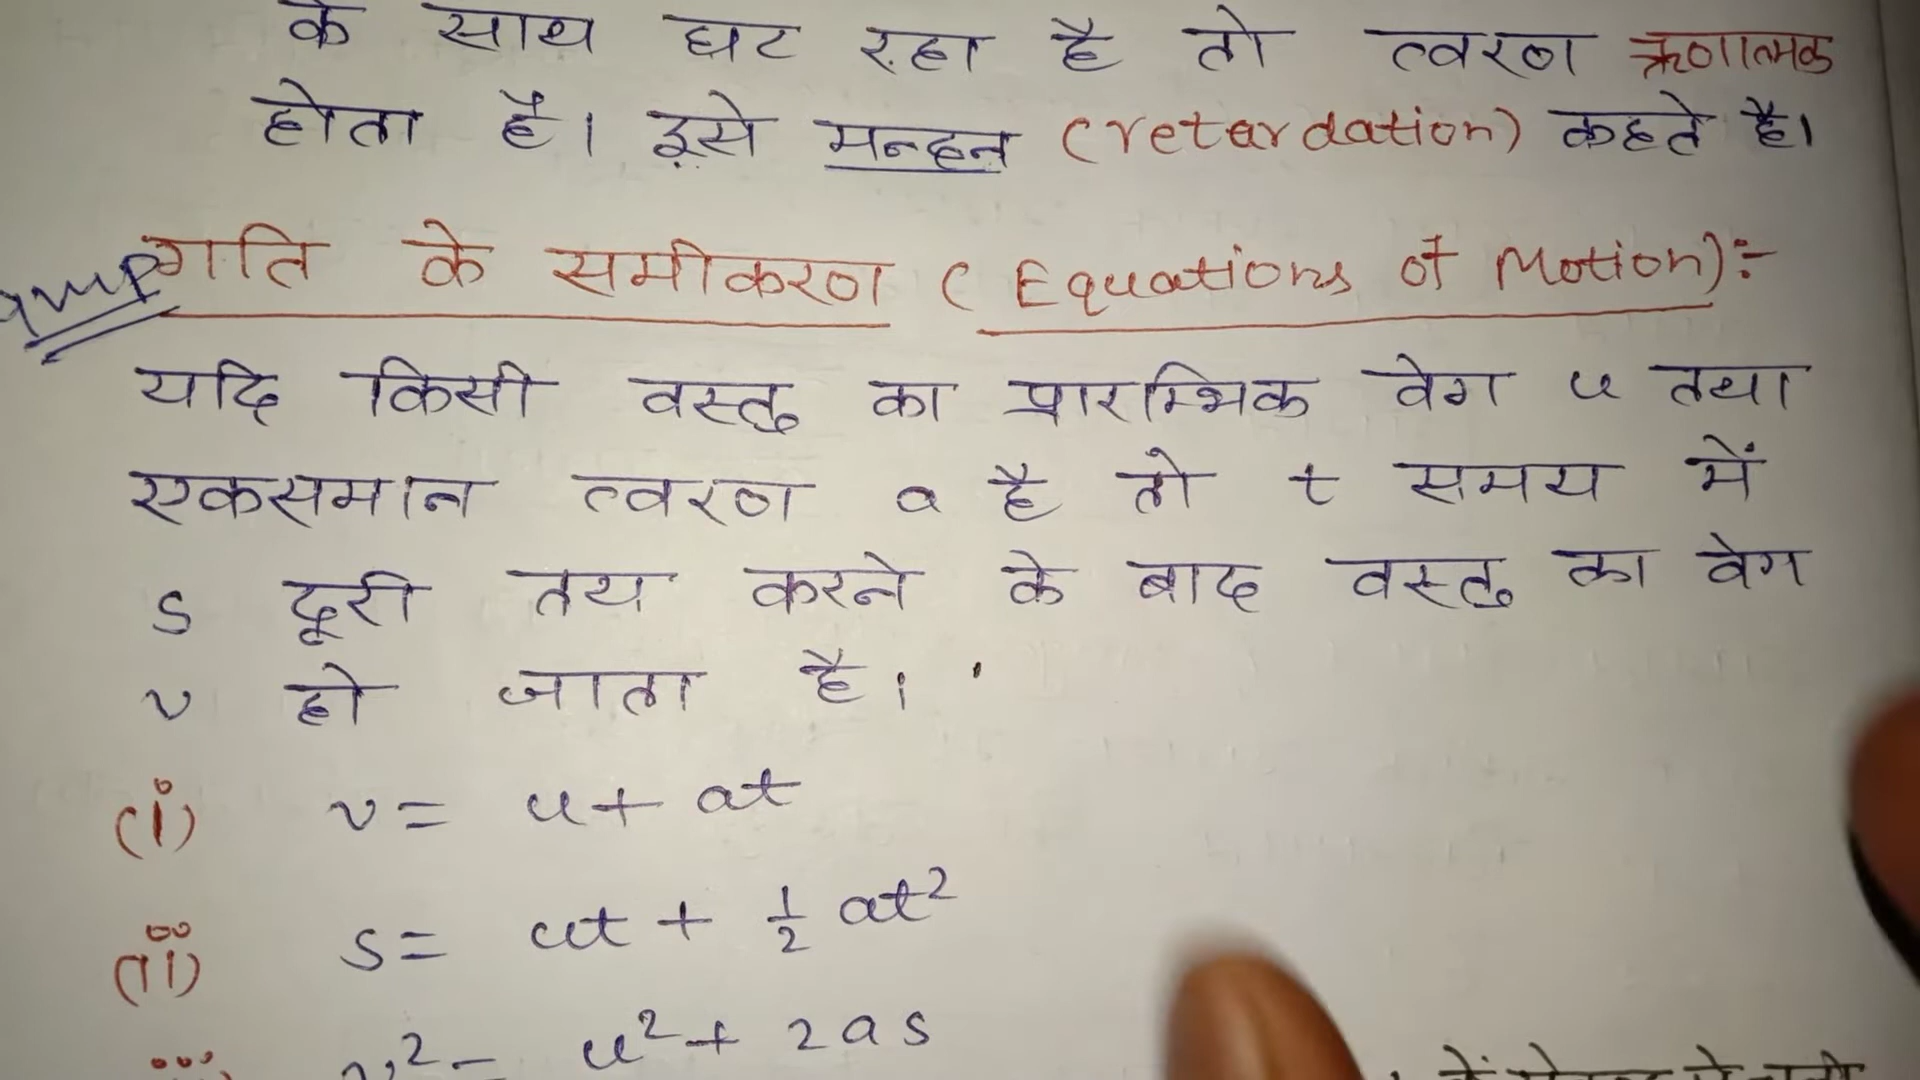 के साथ घट रहा है तो त्वरण ऋणात्मक
होता है। इसे मन्दन (retardation) कहते है।
Imp गति के समीकरण ( Equations of Motion):-
यदि किसी वस्तु का प्रारम्भिक वेग u तथा
एकसमान त्वरण a है तो t समय में
s दूरी तय करने के बाद वस्तु का वेग
v हो जाता है।
(i) v = u + at
(ii) s = ut + 1/2 at²
(iii) v² = u² + 2as